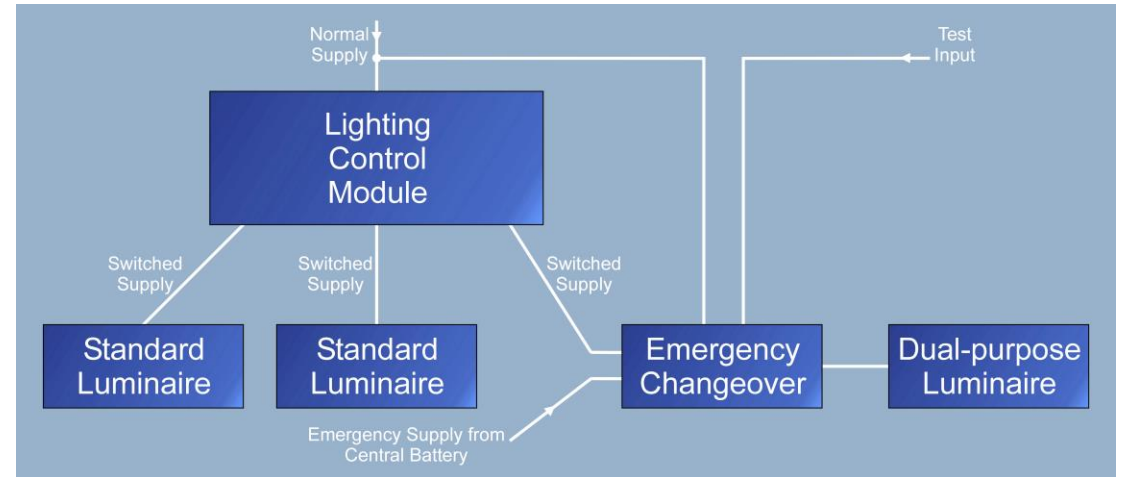 Normal
Supply
Test
Input
Lighting
Control
Module
Switched
Supply
Switched
Supply
Switched
Supply
Standard
Luminaire
Standard
Luminaire
Emergency
Changeover
Dual-purpose
Luminaire
Emergency Supply from
Central Battery